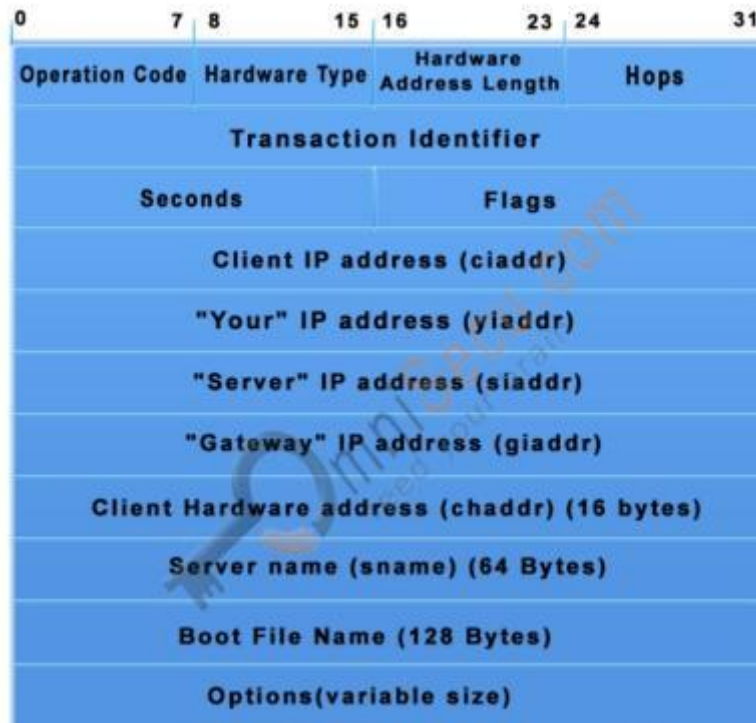 0 7 8 15 16 23 24 31
Operation Code Hardware Type Hardware Address Length Hops
Transaction Identifier
Seconds Flags
Client IP address (ciaddr)
"Your" IP address (yiaddr)
"Server" IP address (siaddr)
"Gateway" IP address (giaddr)
Client Hardware address (chaddr) (16 bytes)
Server name (sname) (64 Bytes)
Boot File Name (128 Bytes)
Options(variable size)
OmniSecu.com